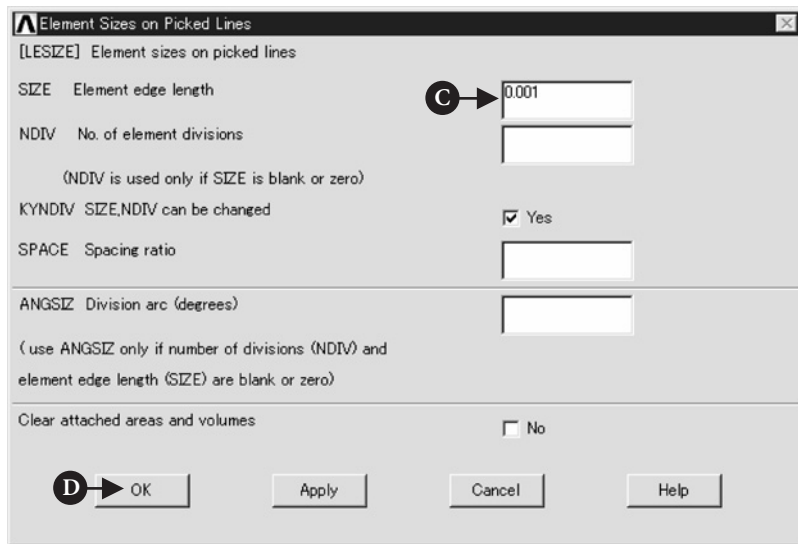 Element Sizes on Picked Lines
[LESIZE] Element sizes on picked lines
SIZE Element edge length
C
0.001
NDIV No. of element divisions
(NDIV is used only if SIZE is blank or zero)
KYNDIV SIZE,NDIV can be changed
Yes
SPACE Spacing ratio
ANGSIZ Division arc (degrees)
( use ANGSIZ only if number of divisions (NDIV) and
element edge length (SIZE) are blank or zero)
Clear attached areas and volumes
No
D
OK
Apply
Cancel
Help